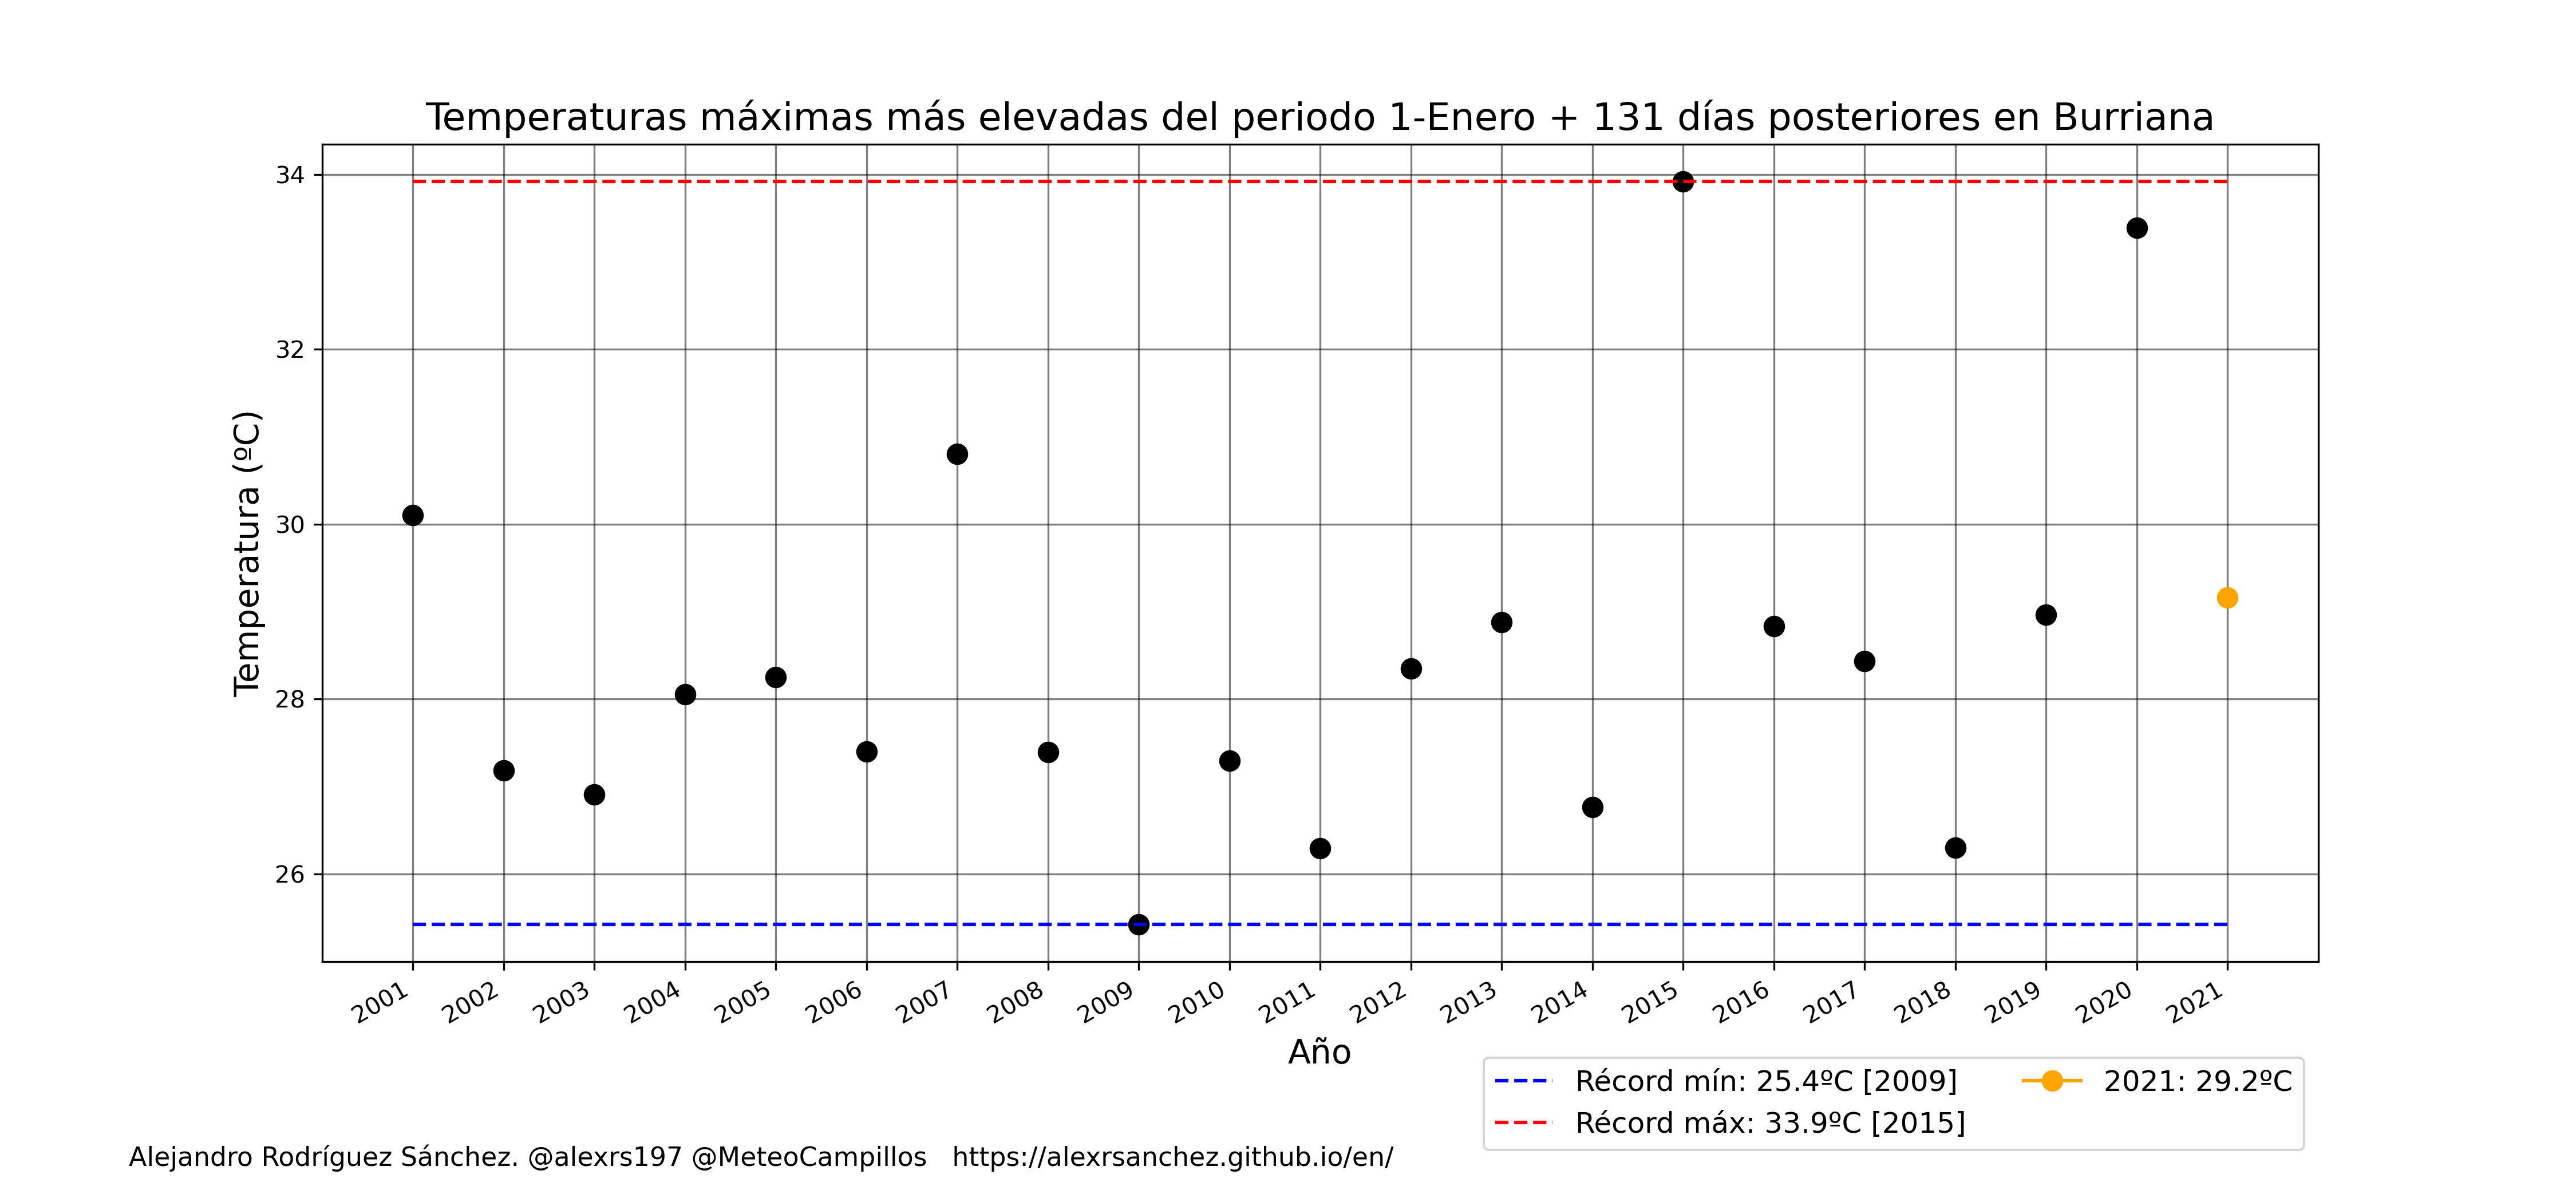 Temperaturas máximas más elevadas del periodo 1-Enero + 131 días posteriores en Burriana
Temperatura (ºC)
34
32
30
28
26
2001 2002 2003 2004 2005 2006 2007 2008 2009 2010 2011 2012 2013 2014 2015 2016 2017 2018 2019 2020 2021
Año
Récord mín: 25.4ºC [2009]
Récord máx: 33.9ºC [2015]
2021: 29.2ºC
Alejandro Rodríguez Sánchez. @alexrs197 @MeteoCampillos https://alexrsanchez.github.io/en/